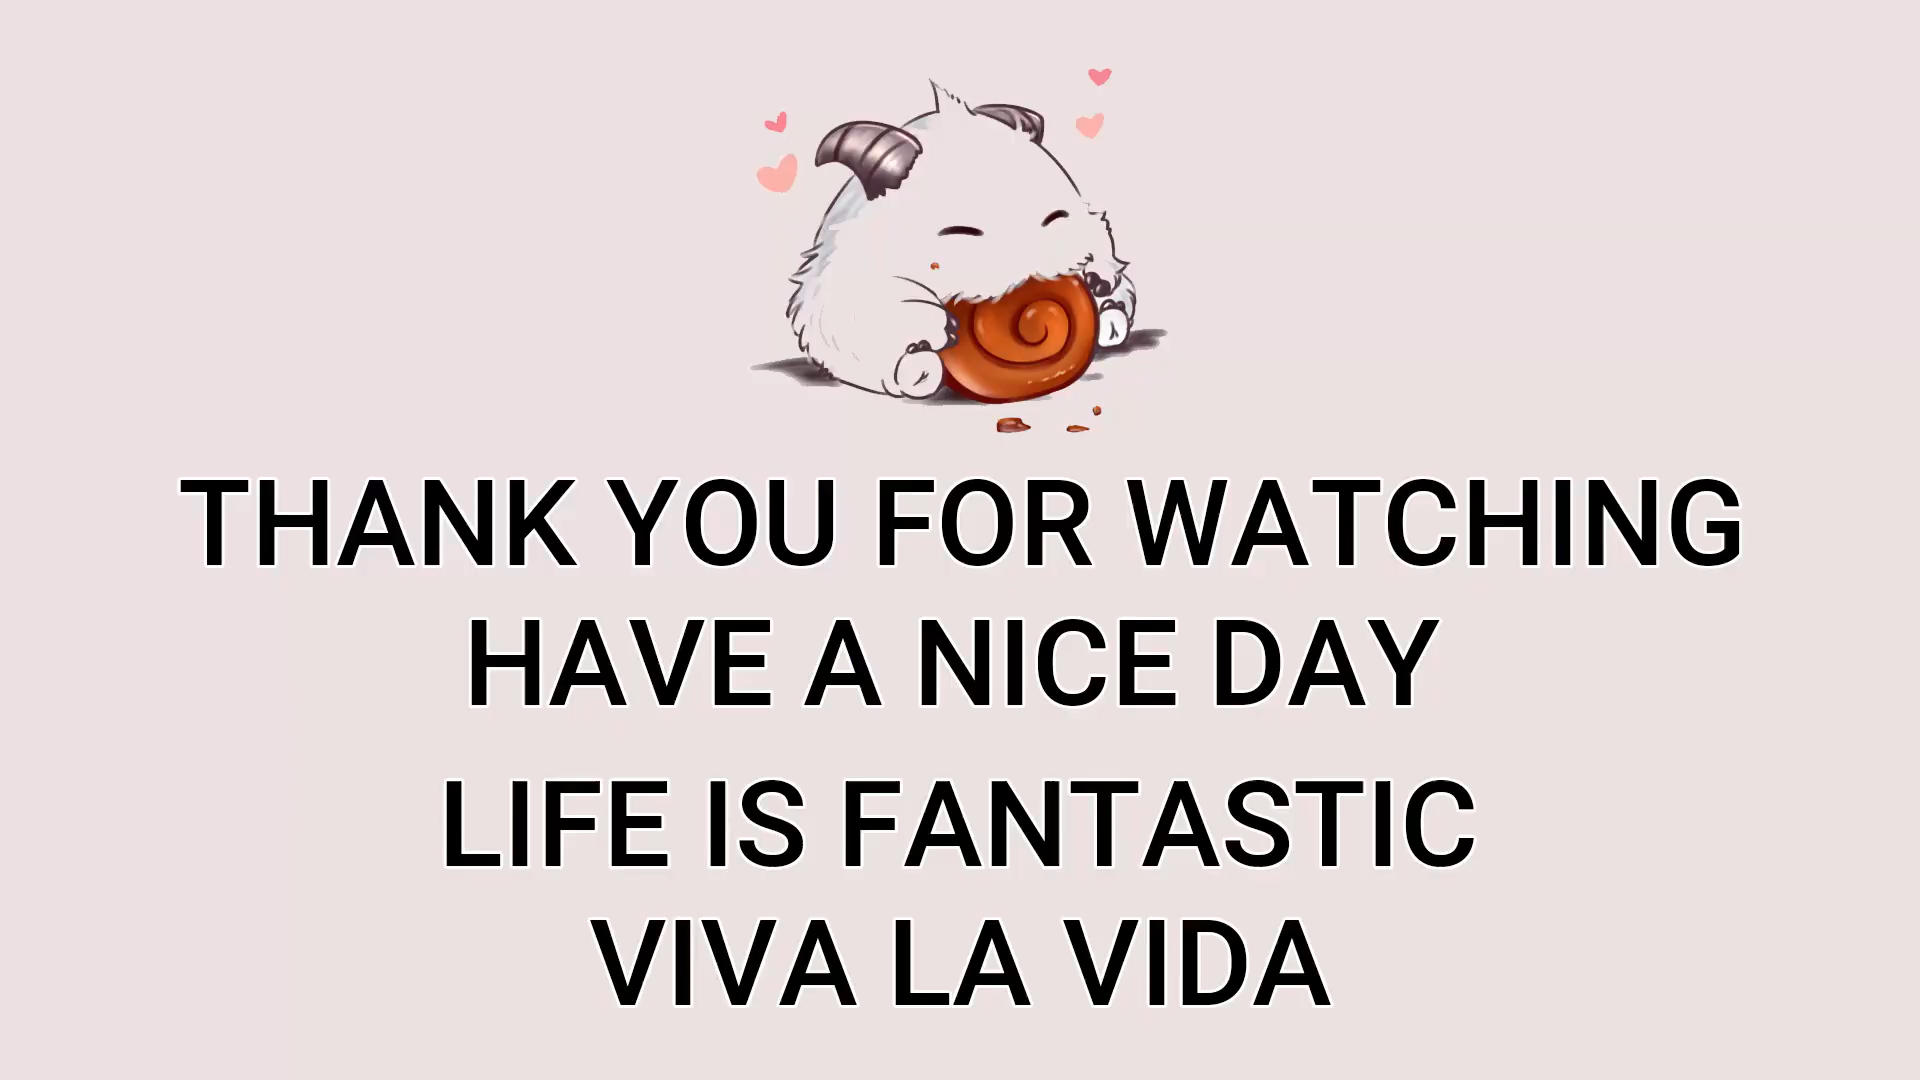 THANK YOU FOR WATCHING
HAVE A NICE DAY
LIFE IS FANTASTIC
VIVA LA VIDA